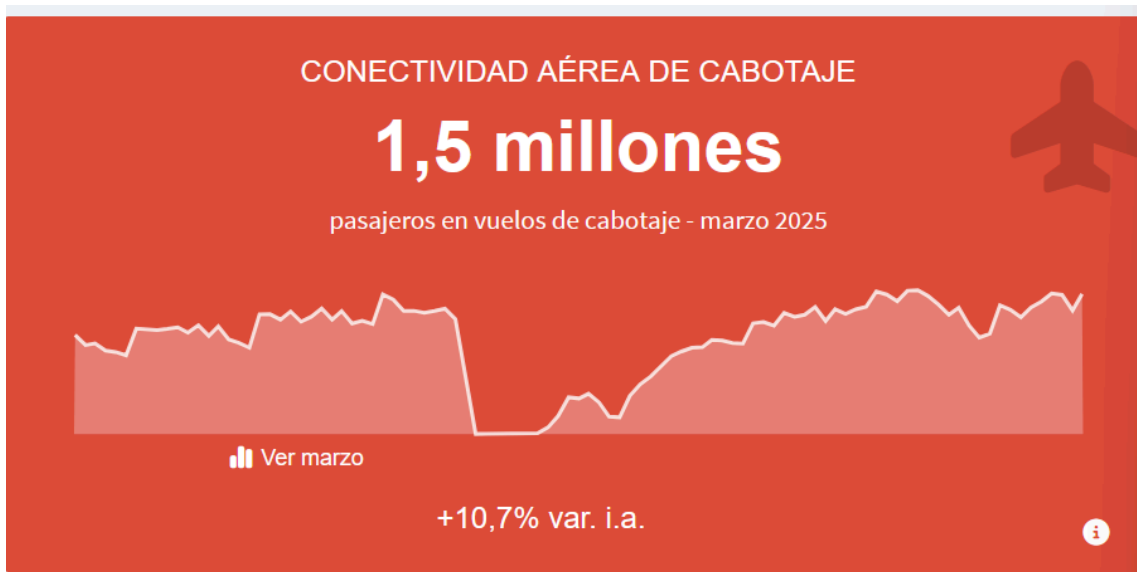 CONECTIVIDAD AÉREA DE CABOTAJE
1,5 millones
pasajeros en vuelos de cabotaje - marzo 2025
Ver marzo
+10,7% var. i.a.
i